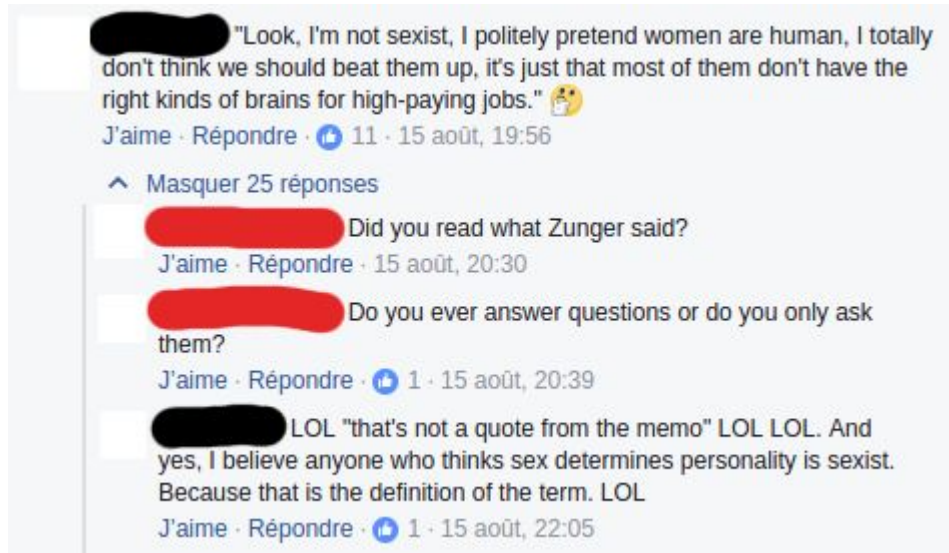 "Look, I'm not sexist, I politely pretend women are human, I totally
don't think we should beat them up, it's just that most of them don't have the
right kinds of brains for high-paying jobs." 🤔
J'aime · Répondre · 11 · 15 août, 19:56
Masquer 25 réponses
Did you read what Zunger said?
J'aime · Répondre · 15 août, 20:30
Do you ever answer questions or do you only ask
them?
J'aime · Répondre · 1 · 15 août, 20:39
LOL "that's not a quote from the memo" LOL LOL. And
yes, I believe anyone who thinks sex determines personality is sexist.
Because that is the definition of the term. LOL
J'aime · Répondre · 1 · 15 août, 22:05